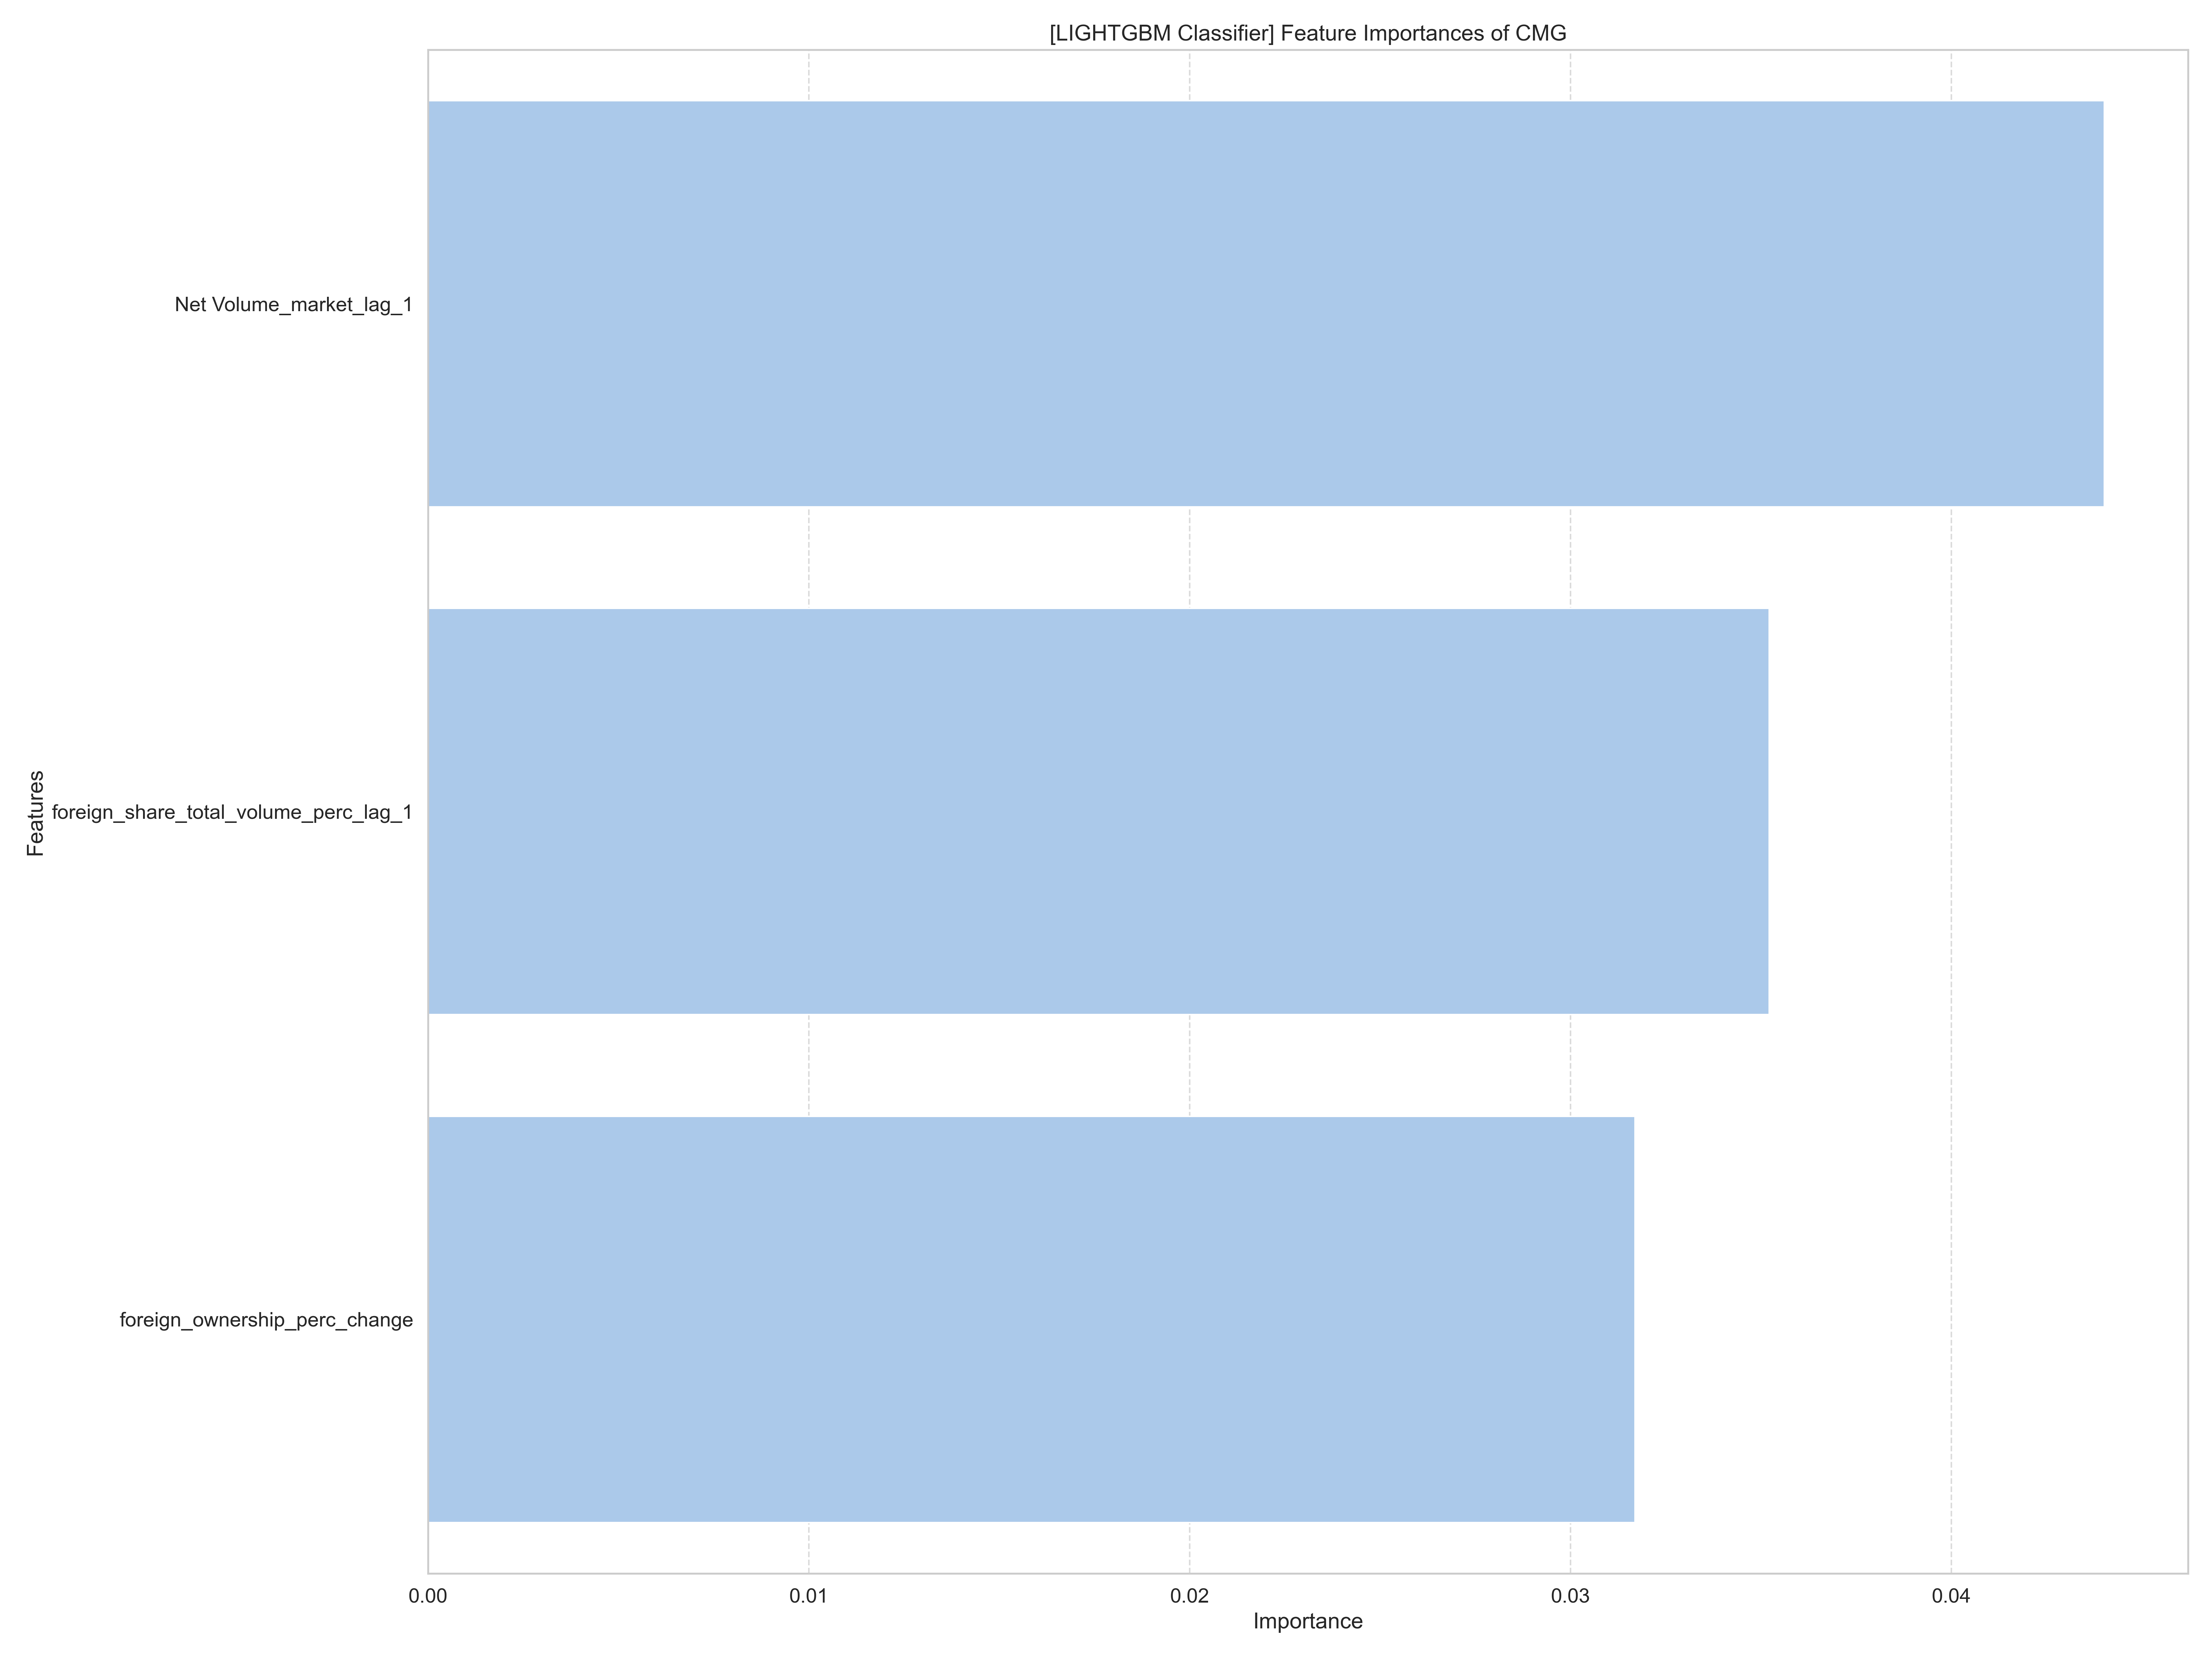 [LIGHTGBM Classifier] Feature Importances of CMG
Net Volume_market_lag_1
foreign_share_total_volume_perc_lag_1
foreign_ownership_perc_change
Features
0.00 0.01 0.02 0.03 0.04
Importance